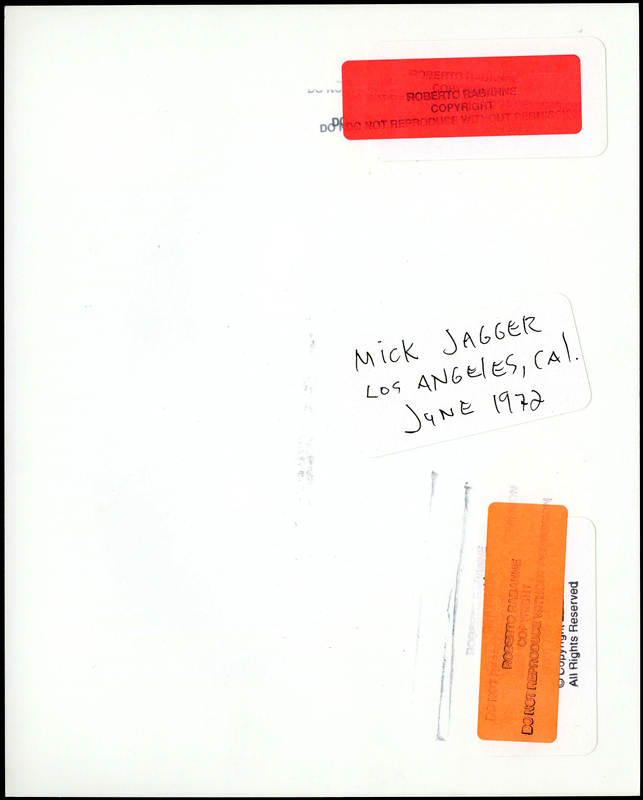 ROBERTO RABANNE
COPYRIGHT
DO NOT REPRODUCE WITHOUT PERMISSION
MICK JAGGER
LOS ANGELES, CAl.
JUNE 1972
ROBERTO RABANNE
COPYRIGHT
DO NOT REPRODUCE WITHOUT PERMISSION
© Copyright
All Rights Reserved